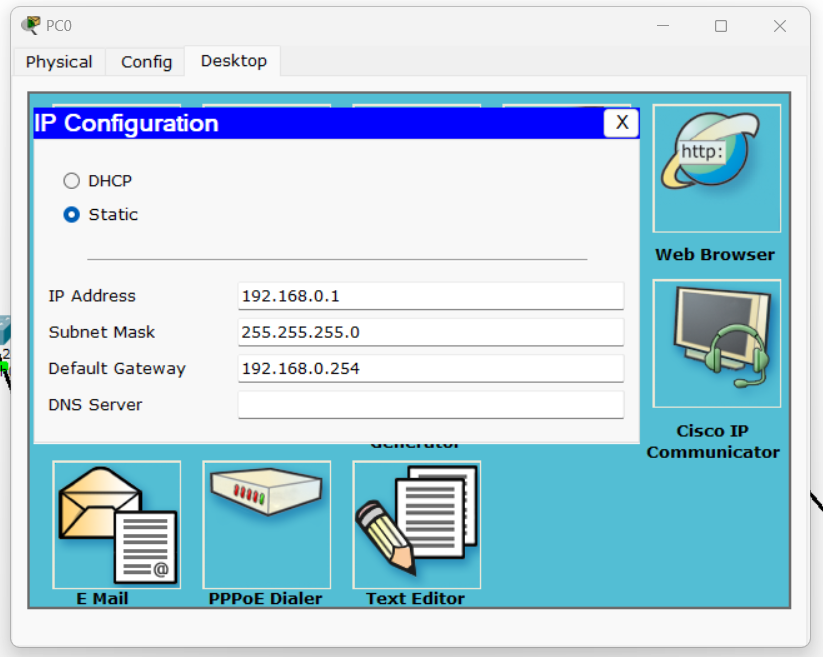 PC0
Physical Config Desktop
IP Configuration X
DHCP
Static
IP Address 192.168.0.1
Subnet Mask 255.255.255.0
Default Gateway 192.168.0.254
DNS Server
http:
Web Browser
Cisco IP
Communicator
Generator
@
E Mail
PPPoE Dialer
Text Editor
2